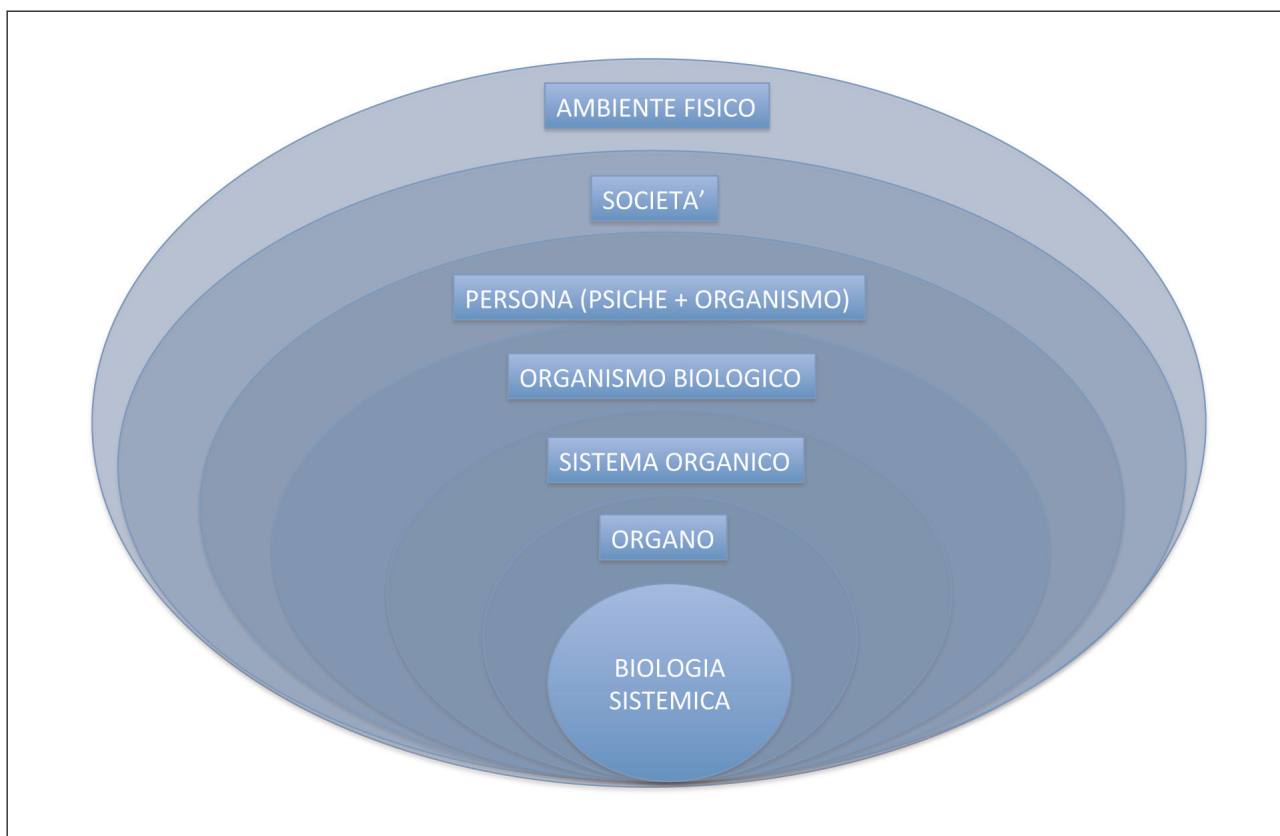 AMBIENTE FISICO
SOCIETA’
PERSONA (PSICHE + ORGANISMO)
ORGANISMO BIOLOGICO
SISTEMA ORGANICO
ORGANO
BIOLOGIA
SISTEMICA